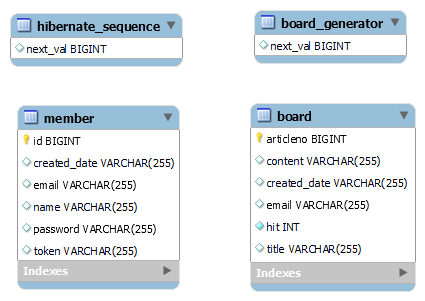 hibernate_sequence
next_val BIGINT
board_generator
next_val BIGINT
member
id BIGINT
created_date VARCHAR(255)
email VARCHAR(255)
name VARCHAR(255)
password VARCHAR(255)
token VARCHAR(255)
Indexes
board
articleno BIGINT
content VARCHAR(255)
created_date VARCHAR(255)
email VARCHAR(255)
hit INT
title VARCHAR(255)
Indexes